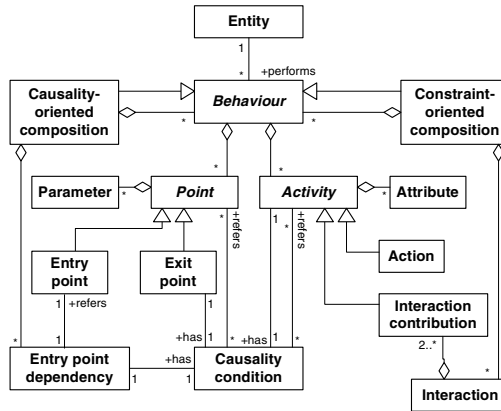 Entity
1
*
+performs
Causality-
oriented
composition
*
Behaviour
*
Constraint-
oriented
composition
*
*
Parameter
*
Point
Activity
*
Attribute
*
+refers
1
*
+refers
Entry
point
Exit
point
Action
1
+refers
1
Interaction
contribution
*
1
+has
1
*
+has
1
*
2..*
Entry point
dependency
+has
1
1
Causality
condition
*
Interaction